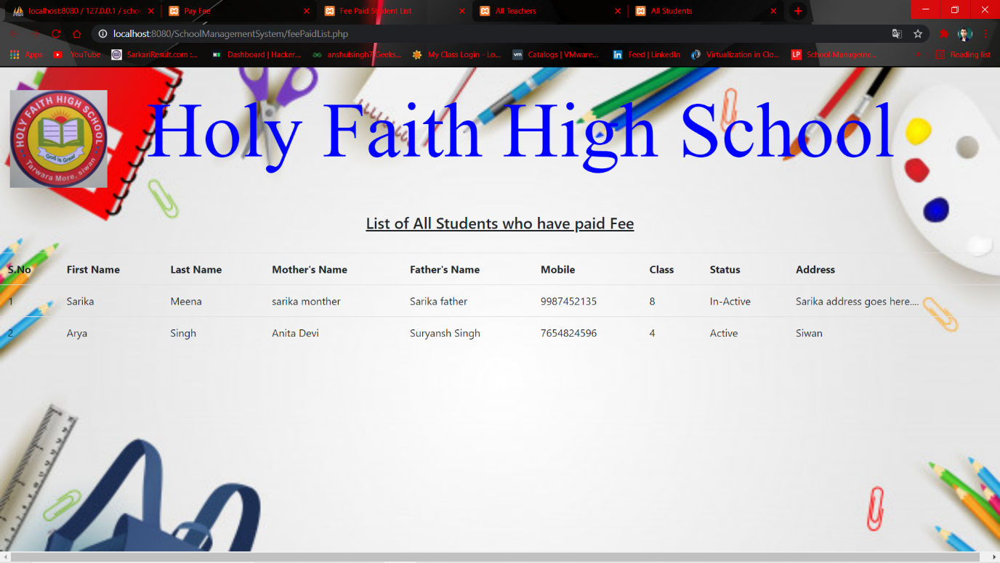 localhost:8080 / 127.0.0.1 / schoo
Pay Fee
Fee Paid Student List
All Teachers
All Students
localhost:8080/SchoolManagementSystem/feePaidList.php
Apps
YouTube
SarkariResult.com :...
Dashboard | Hacker...
anshulsingh7 | Geeks...
My Class Login - Lo...
vm
Catalogs | VMware...
in
Feed | LinkedIn
Virtualization in Clo...
LP
School Manageme...
»
Reading list
HOLY FAITH HIGH SCHOOL
God is Great
Tarwara More, siwan
Holy Faith High School
List of All Students who have paid Fee
S.No First Name Last Name Mother's Name Father's Name Mobile Class Status Address
1 Sarika Meena sarika monther Sarika father 9987452135 8 In-Active Sarika address goes here....
2 Arya Singh Anita Devi Suryansh Singh 7654824596 4 Active Siwan